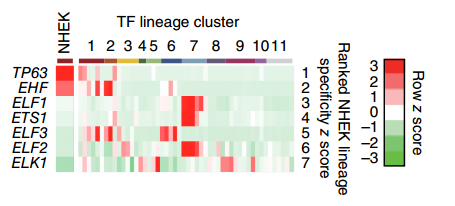 NHEK
TF lineage cluster
1 2 3 4 5 6 7 8 9 10 11
TP63 1
EHF 2
ELF1 3
ETS1 4
ELF3 5
ELF2 6
ELK1 7
Ranked NHEK lineage
specificity z score
3
2
1
0
−1
−2
−3
Row z score